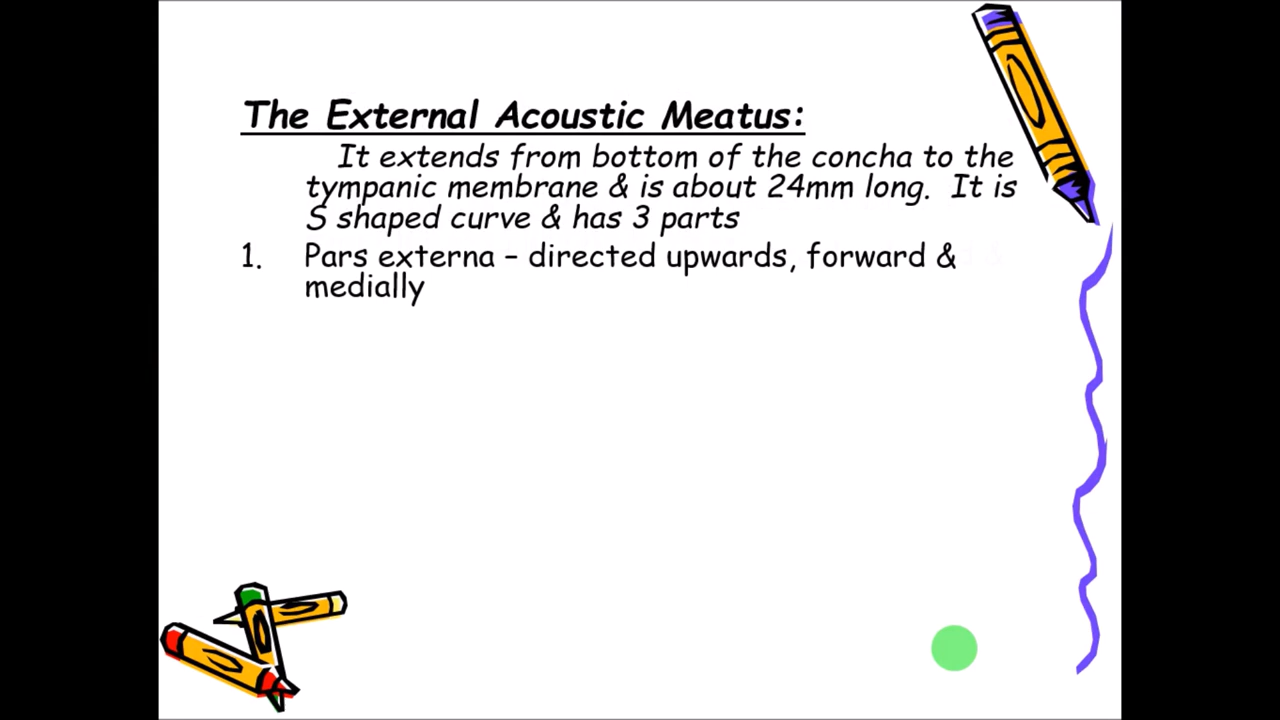 The External Acoustic Meatus:
It extends from bottom of the concha to the
tympanic membrane & is about 24mm long. It is
S shaped curve & has 3 parts
1. Pars externa – directed upwards, forward &
medially